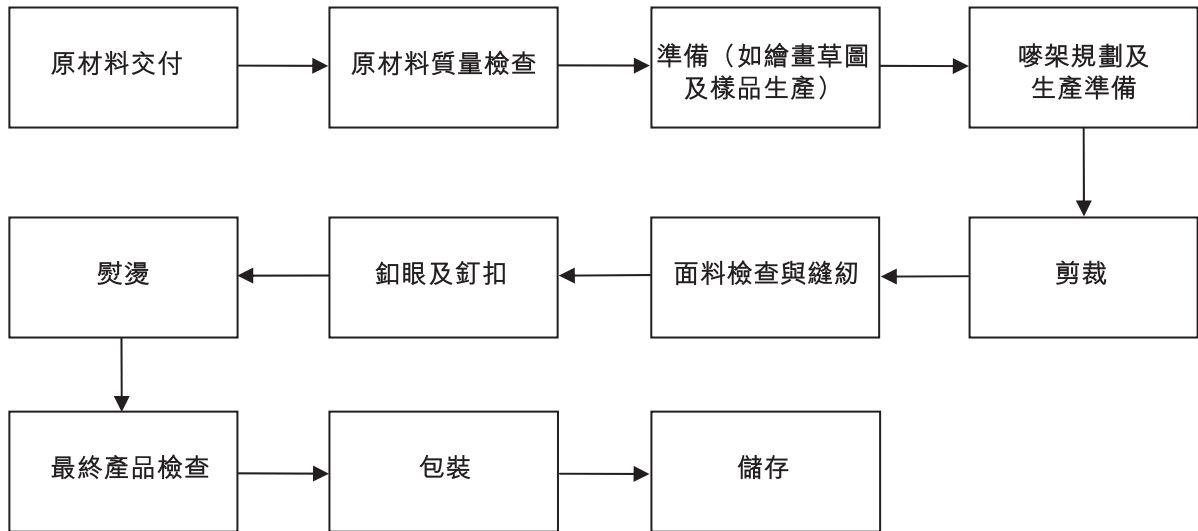 原材料交付
原材料質量檢查
準備（如繪畫草圖
及樣品生產）
嘜架規劃及
生產準備
剪裁
面料檢查與縫紉
釦眼及釘扣
熨燙
最終產品檢查
包裝
儲存